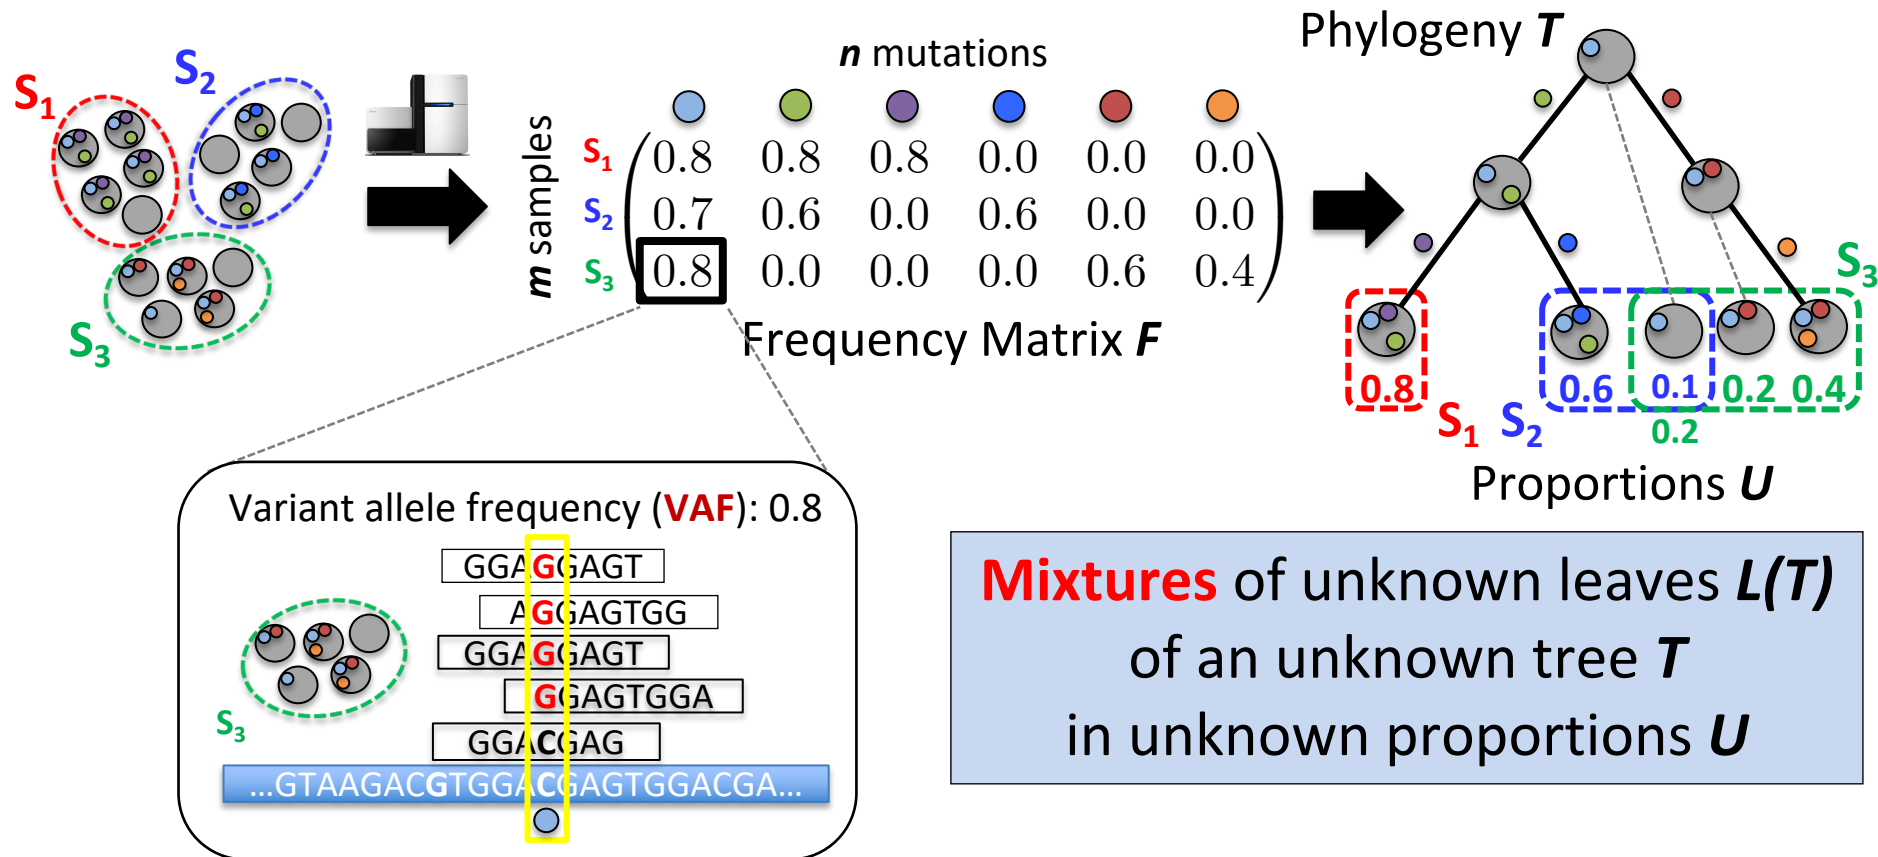 S1
S2
S3
n mutations
m samples
S1 0.8 0.8 0.8 0.0 0.0 0.0
S2 0.7 0.6 0.0 0.6 0.0 0.0
S3 0.8 0.0 0.0 0.0 0.6 0.4
Frequency Matrix F
Phylogeny T
S3
0.8 0.6 0.1 0.2 0.4
S1 S2 0.2
Proportions U
Variant allele frequency (VAF): 0.8
GGAGGAGT
AGGAGTGG
GGAGGAGT
GGAGTGGA
GGACGAG
...GTAAGACGTGGACGAGTGGACGA...
S3
Mixtures of unknown leaves L(T)
of an unknown tree T
in unknown proportions U